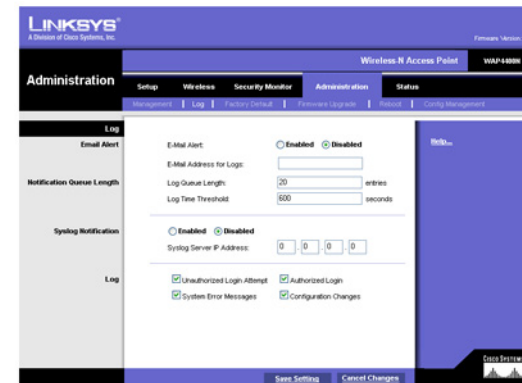 LINKSYS®
A Division of Cisco Systems, Inc.
Firmware Version
Wireless-N Access Point WAP4400N
Administration
Setup Wireless Security Monitor Administration Status
Management | Log | Factory Default | Firmware Upgrade | Reboot | Config Management
Log
Email Alert E-Mail Alert: Enabled Disabled Help...
E-Mail Address for Logs:
Notification Queue Length Log Queue Length: 20 entries
Log Time Threshold: 600 seconds
Syslog Notification Enabled Disabled
Syslog Server IP Address: 0 . 0 . 0 . 0
Log Unauthorized Login Attempt Authorized Login
System Error Messages Configuration Changes
Save Setting Cancel Changes
CISCO SYSTEMS